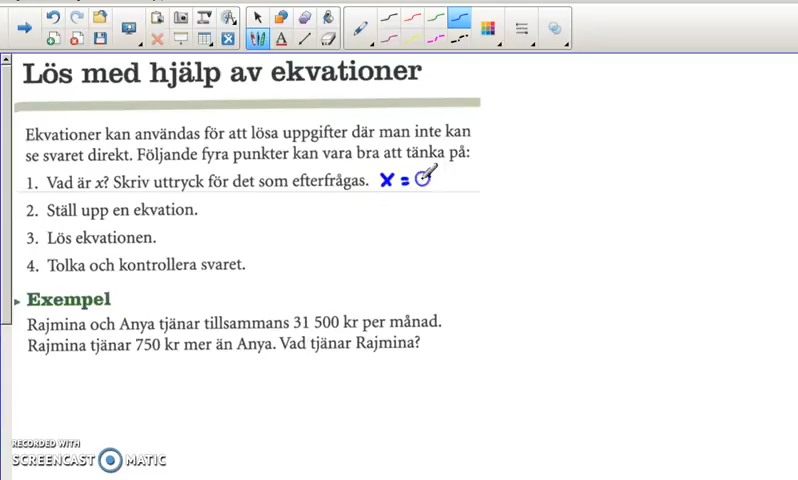 Lös med hjälp av ekvationer
Ekvationer kan användas för att lösa uppgifter där man inte kan
se svaret direkt. Följande fyra punkter kan vara bra att tänka på:
1. Vad är x? Skriv uttryck för det som efterfrågas. x =
2. Ställ upp en ekvation.
3. Lös ekvationen.
4. Tolka och kontrollera svaret.
Exempel
Rajmina och Anya tjänar tillsammans 31 500 kr per månad.
Rajmina tjänar 750 kr mer än Anya. Vad tjänar Rajmina?
RECORDED WITH
SCREENCAST MATIC